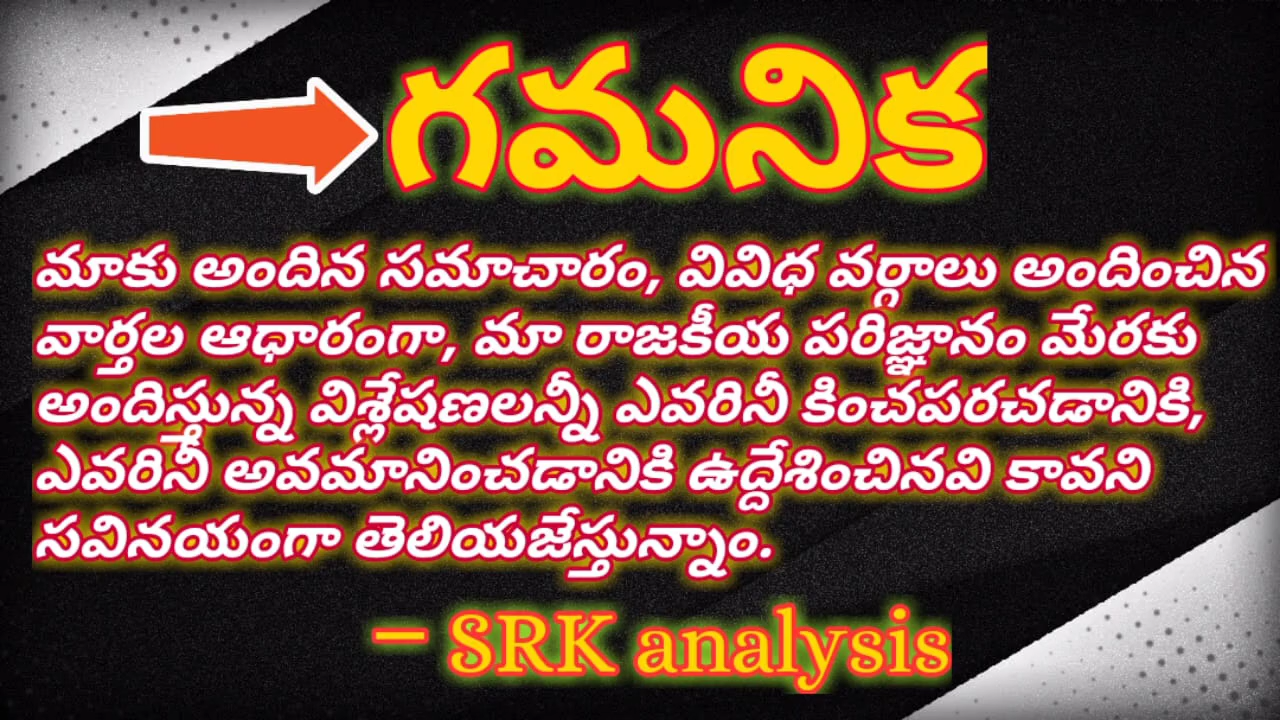 గమనిక
మాకు అందిన సమాచారం, వివిధ వర్గాలు అందించిన
వార్తల ఆధారంగా, మా రాజకీయ పరిజ్ఞానం మేరకు
అందిస్తున్న విశ్లేషణలన్నీ ఎవరినీ కించపరచడానికి,
ఎవరినీ అవమానించడానికి ఉద్దేశించినవి కావని
సవినయంగా తెలియజేస్తున్నాం.
– SRK analysis